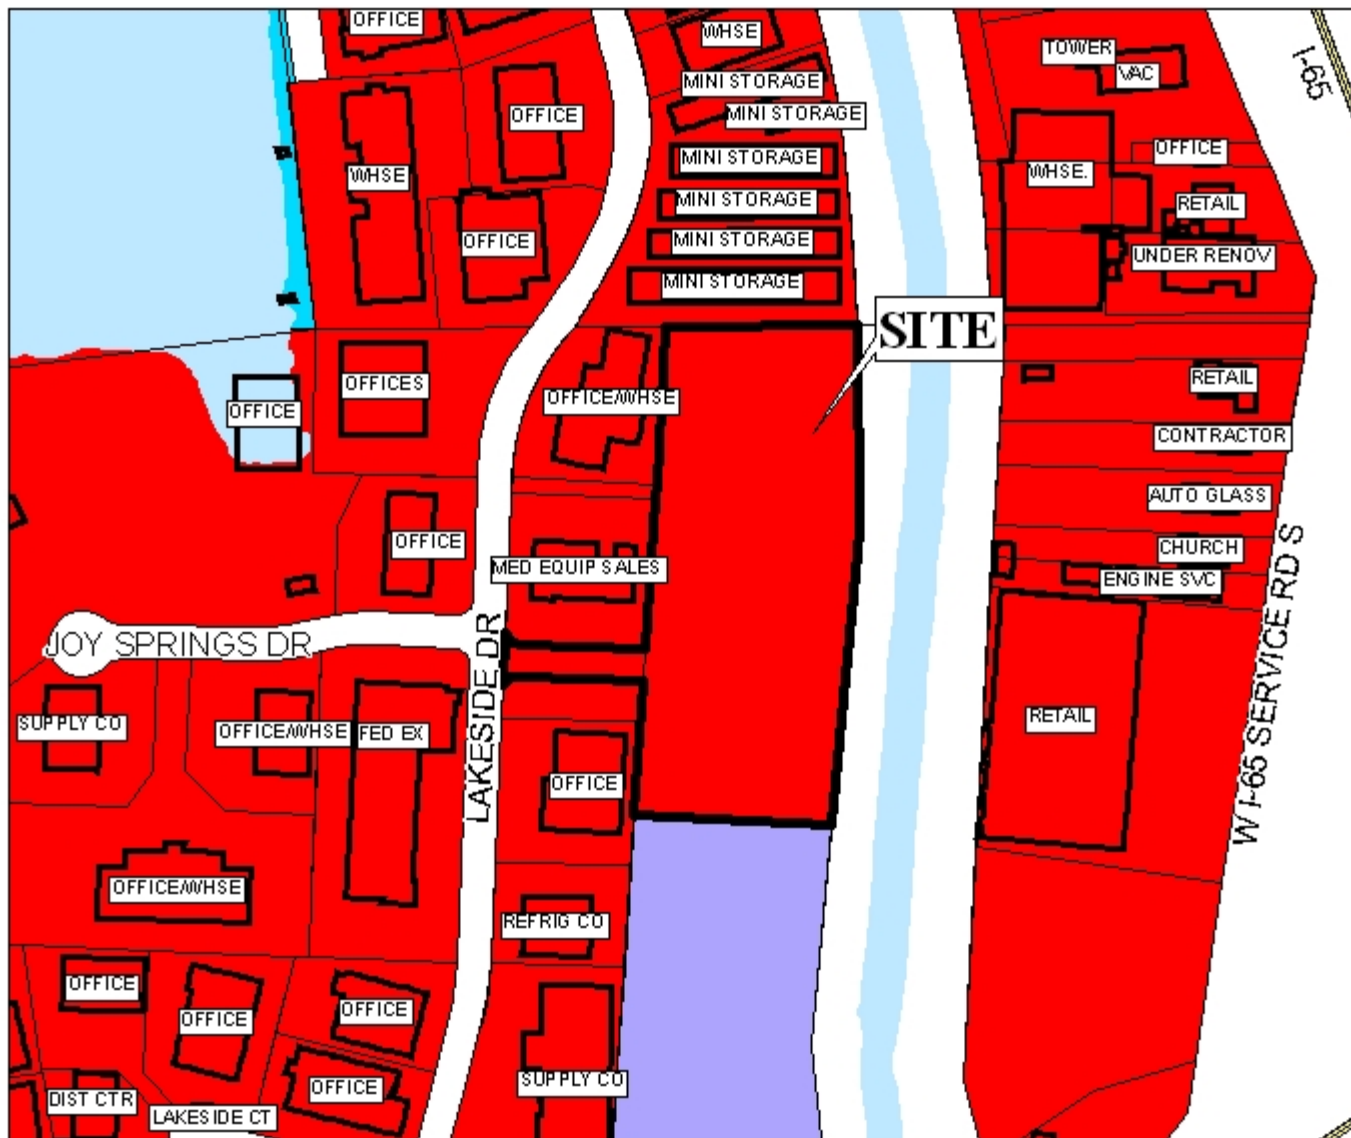 OFFICE
WHSE
TOWER
VAC
I-65
MINI STORAGE
OFFICE
MINI STORAGE
OFFICE
MINI STORAGE
WHSE
WHSE.
MINI STORAGE
RETAIL
OFFICE
MINI STORAGE
UNDER RENOV
MINI STORAGE
SITE
OFFICES
RETAIL
OFFICE
OFFICE/WHSE
CONTRACTOR
AUTO GLASS
OFFICE
CHURCH
MED EQUIP SALES
ENGINE SVC
JOY SPRINGS DR
LAKESIDE DR
W I-65 SERVICE RD S
SUPPLY CO
OFFICE/WHSE
FED EX
RETAIL
OFFICE
OFFICE/WHSE
REFRIG CO
OFFICE
OFFICE
OFFICE
OFFICE
SUPPLY CO
DIST CTR
LAKESIDE CT